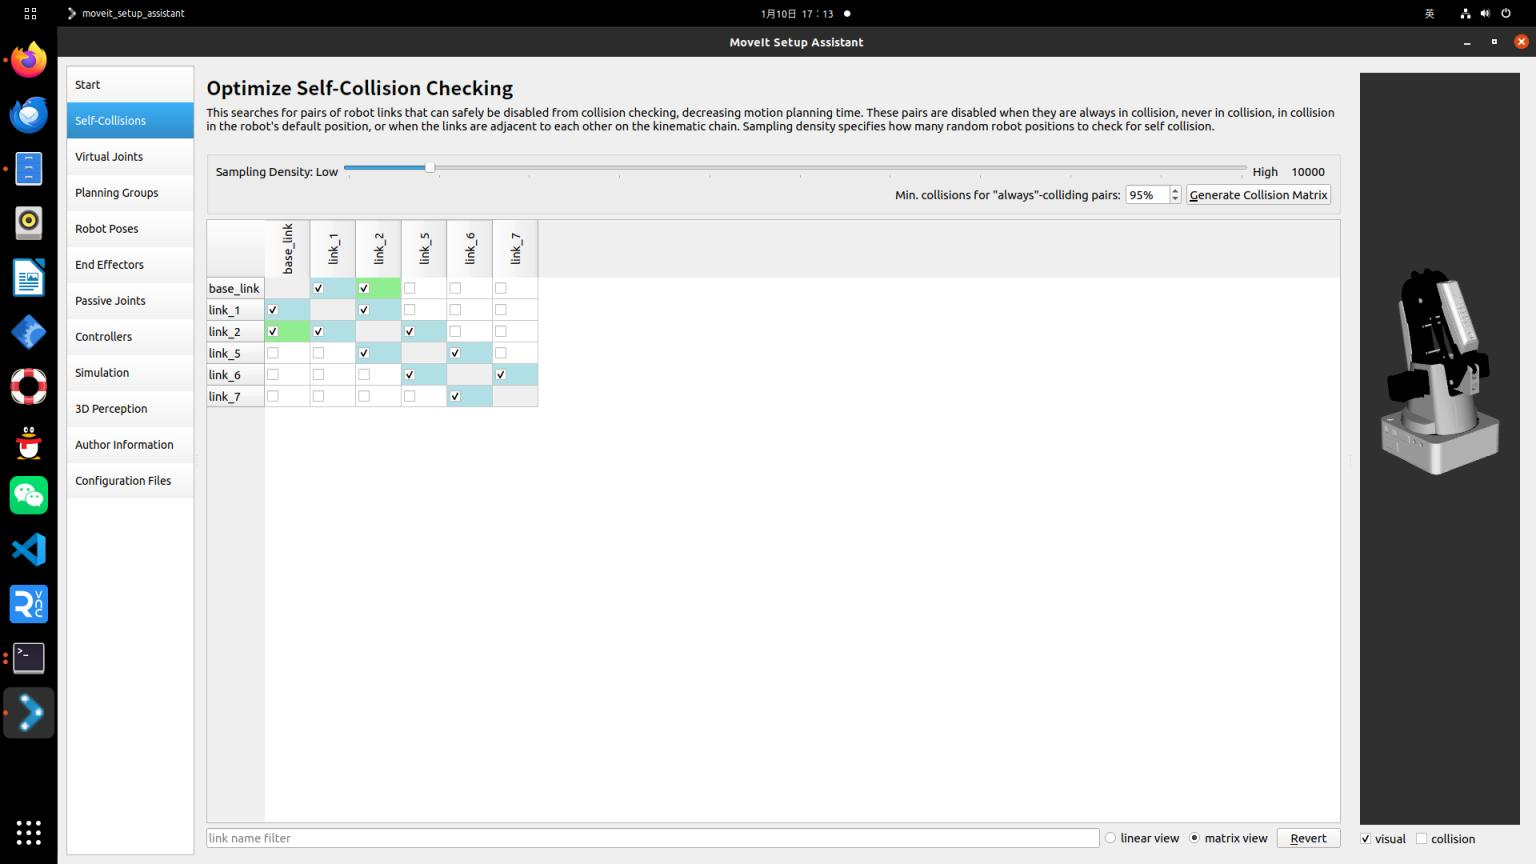 moveit_setup_assistant
1月10日 17：13
英
MoveIt Setup Assistant
Start
Self-Collisions
Virtual Joints
Planning Groups
Robot Poses
End Effectors
Passive Joints
Controllers
Simulation
3D Perception
Author Information
Configuration Files
Optimize Self-Collision Checking
This searches for pairs of robot links that can safely be disabled from collision checking, decreasing motion planning time. These pairs are disabled when they are always in collision, never in collision, in collision
in the robot's default position, or when the links are adjacent to each other on the kinematic chain. Sampling density specifies how many random robot positions to check for self collision.
Sampling Density: Low
High 10000
Min. collisions for "always"-colliding pairs: 95% Generate Collision Matrix
base_link link_1 link_2 link_5 link_6 link_7
base_link
link_1
link_2
link_5
link_6
link_7
link name filter
linear view matrix view Revert
visual collision